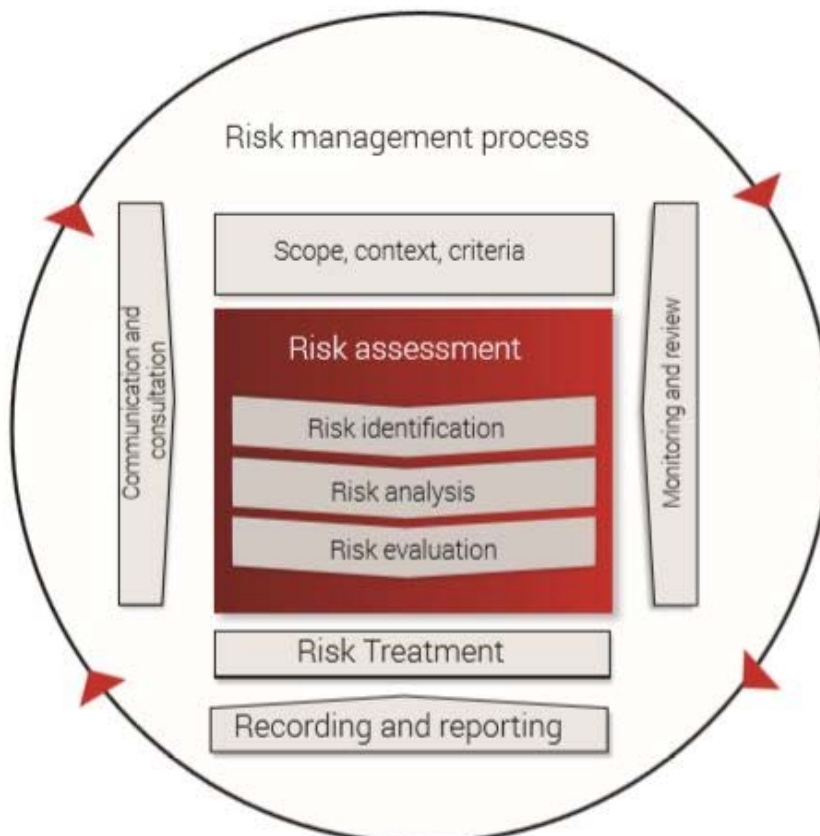 Risk management process
Scope, context, criteria
Risk assessment
Risk identification
Risk analysis
Risk evaluation
Risk Treatment
Recording and reporting
Communication and
consultation
Monitoring and review